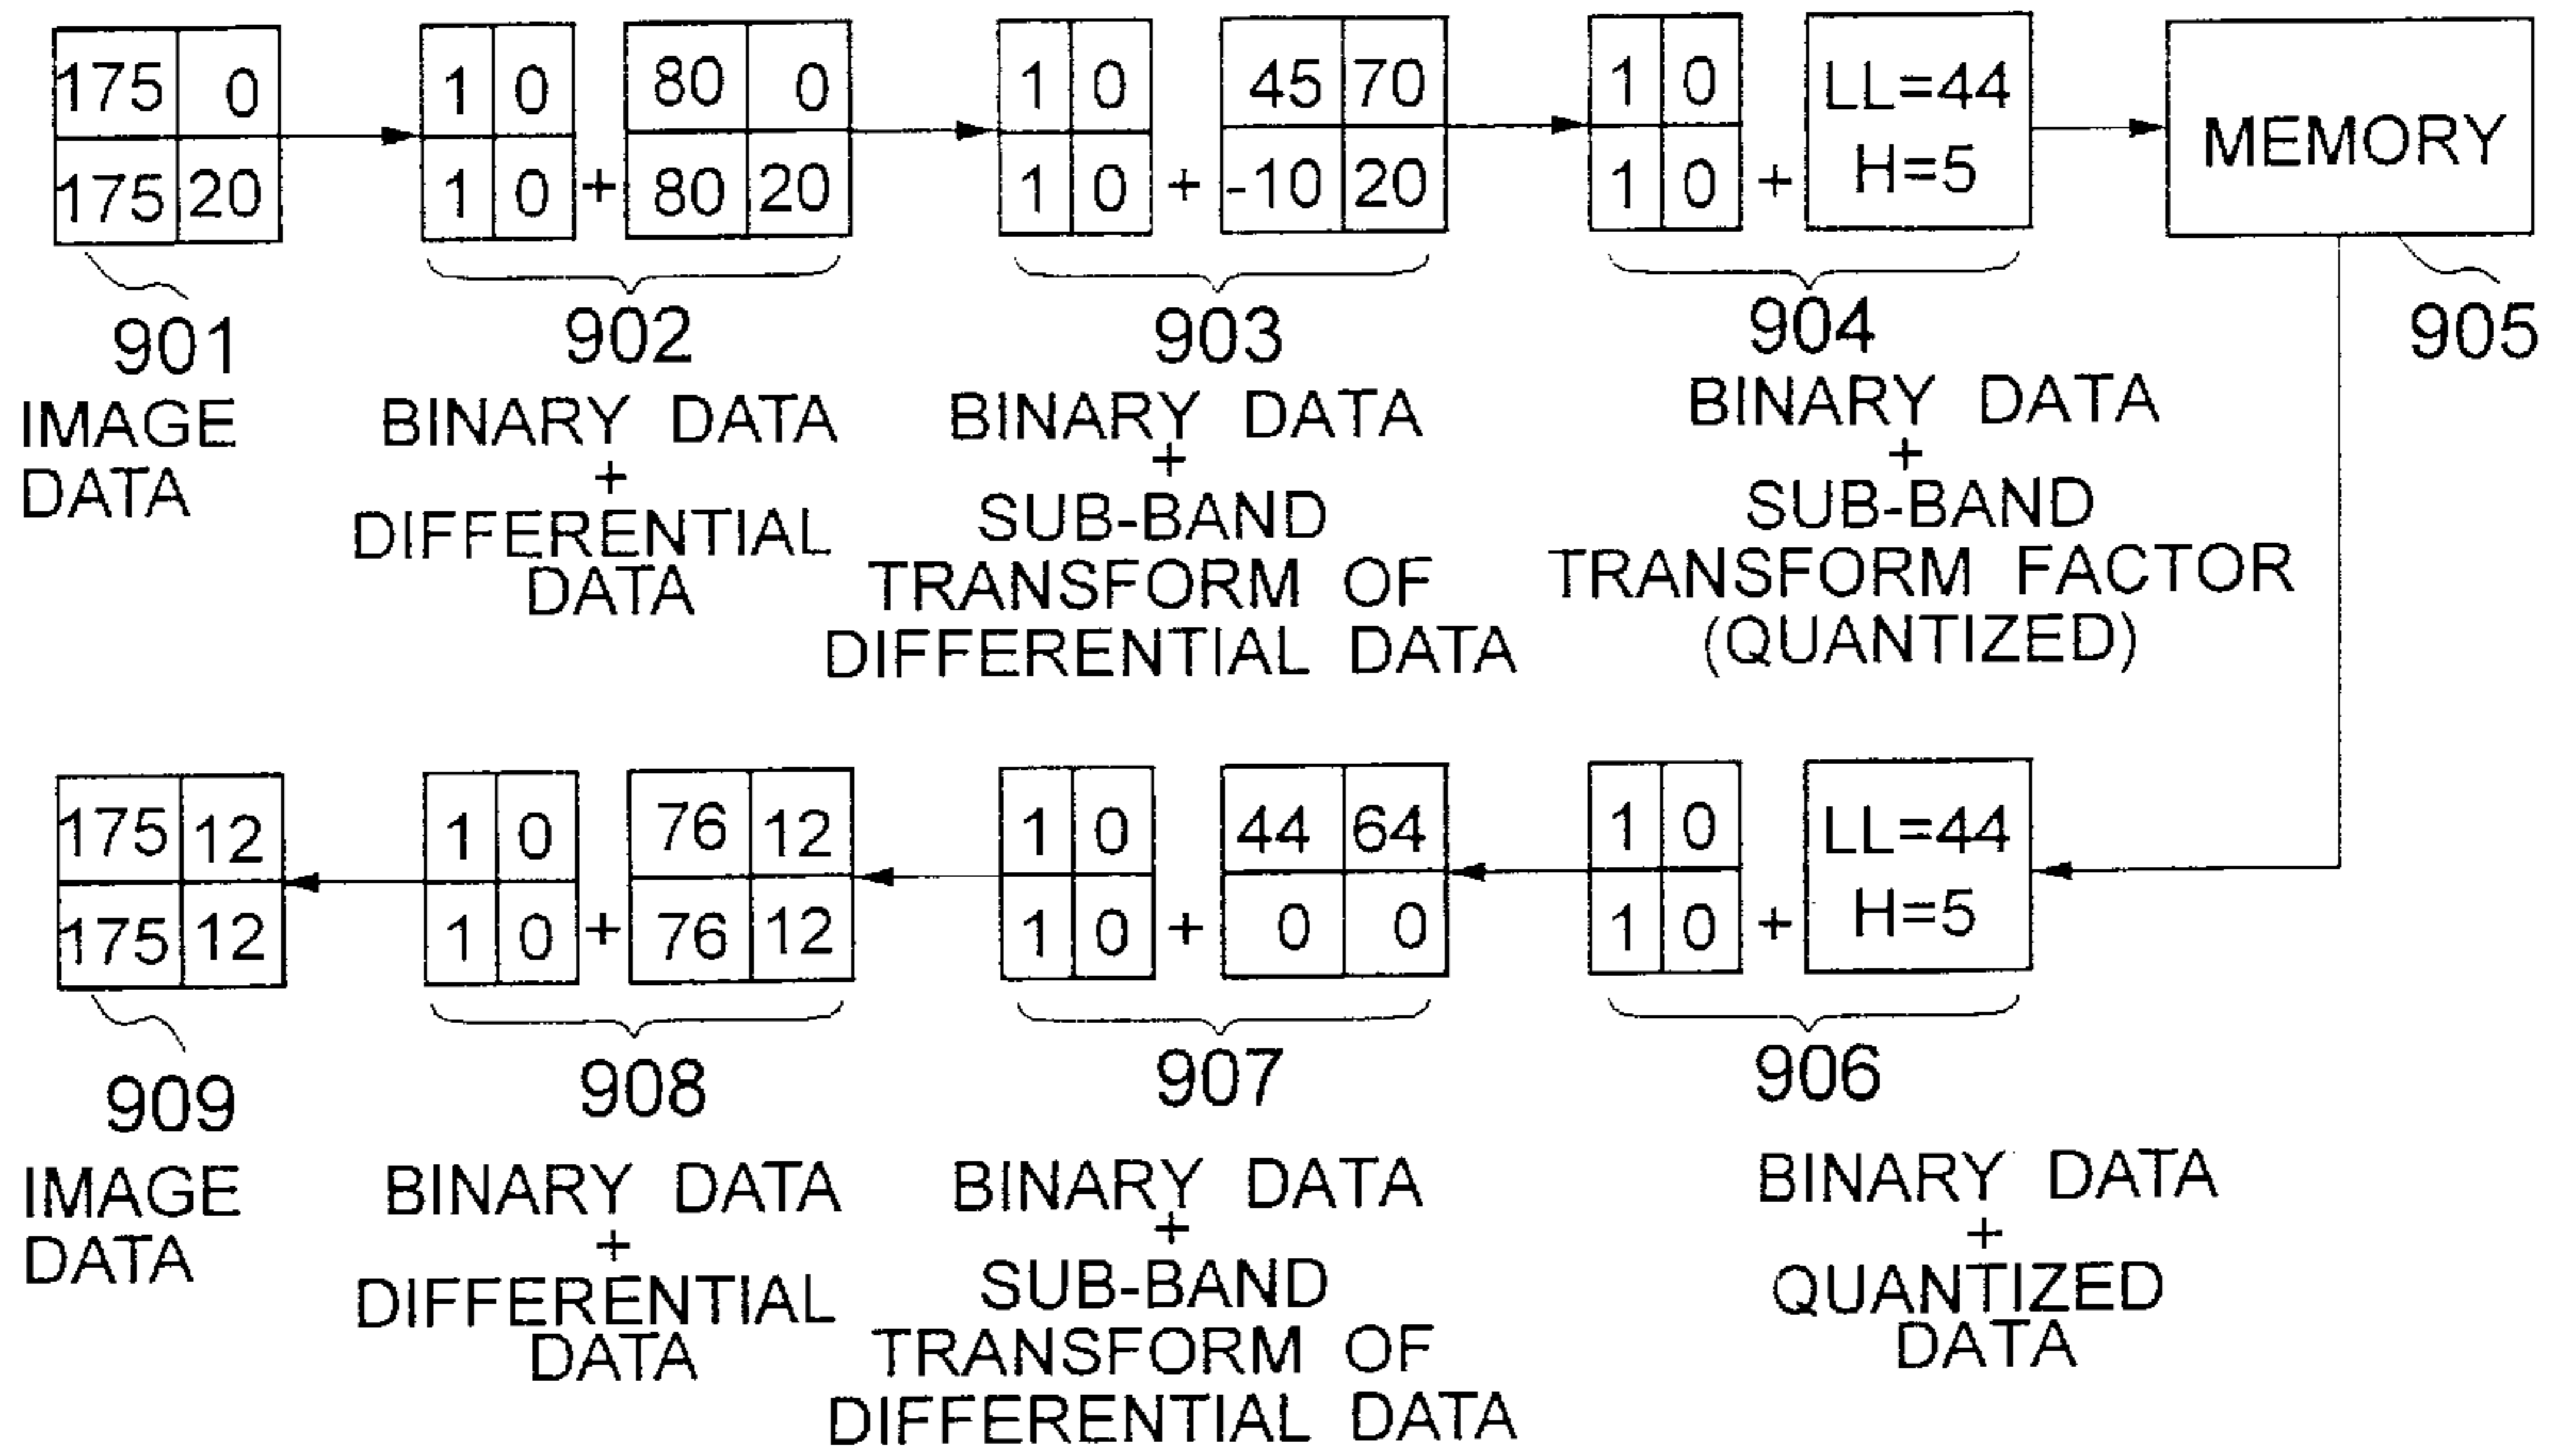 175 0 1 0 80 0 1 0 45 70 1 0 LL=44 MEMORY
175 20 1 0 + 80 20 1 0 + -10 20 1 0 + H=5
901 902 903 904 905
IMAGE
DATA
BINARY DATA
+
DIFFERENTIAL
DATA
BINARY DATA
+
SUB-BAND
TRANSFORM OF
DIFFERENTIAL DATA
BINARY DATA
+
SUB-BAND
TRANSFORM FACTOR
(QUANTIZED)
175 12 1 0 76 12 1 0 44 64 1 0 LL=44
175 12 1 0 + 76 12 1 0 + 0 0 1 0 + H=5
909 908 907 906
IMAGE
DATA
BINARY DATA
+
DIFFERENTIAL
DATA
BINARY DATA
+
SUB-BAND
TRANSFORM OF
DIFFERENTIAL DATA
BINARY DATA
+
QUANTIZED
DATA